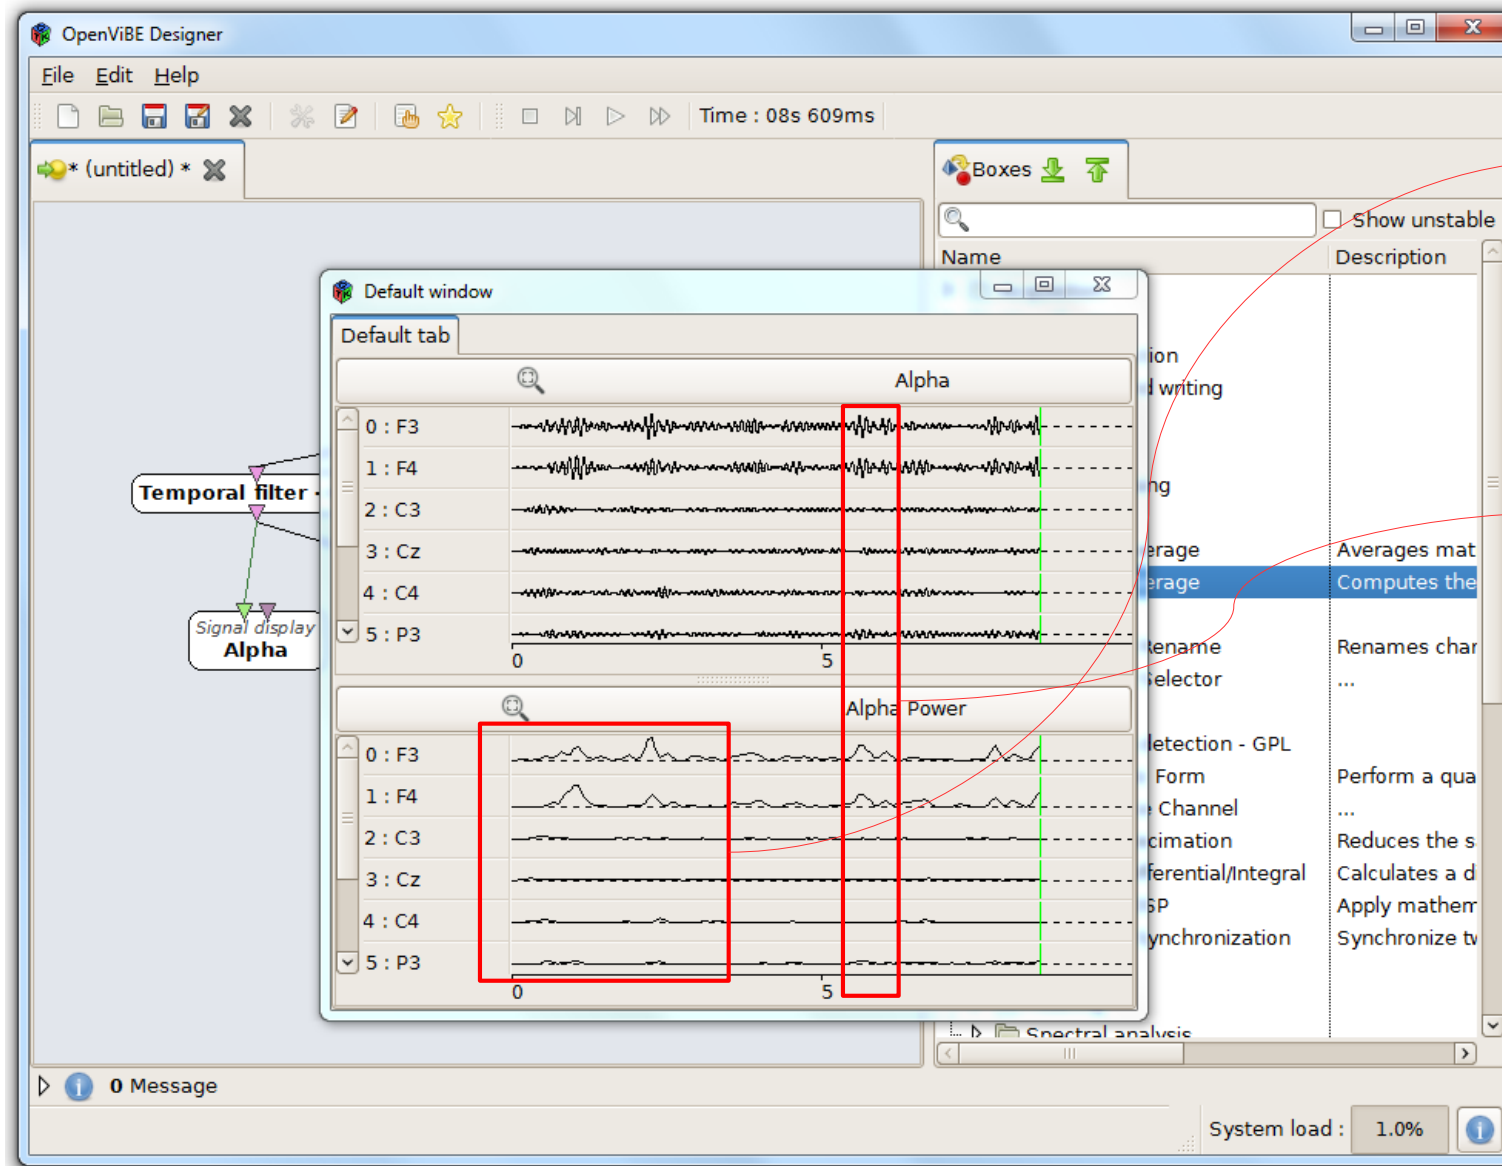 OpenViBE Designer
File Edit Help
Time : 08s 609ms
* (untitled) *
Boxes
Show unstable
Name Description
Default window
Default tab
Alpha
0 : F3
1 : F4
2 : C3
3 : Cz
4 : C4
5 : P3
0 5
Alpha Power
0 : F3
1 : F4
2 : C3
3 : Cz
4 : C4
5 : P3
0 5
Temporal filter -
Signal display
Alpha
ion
writing
ng
erage Averages mat
erage Computes the
Rename Renames char
Selector ...
detection - GPL
Form Perform a qua
Channel ...
cimation Reduces the s
ferential/Integral Calculates a d
SP Apply mathem
ynchronization Synchronize tw
Spectral analysis
0 Message
System load : 1.0%